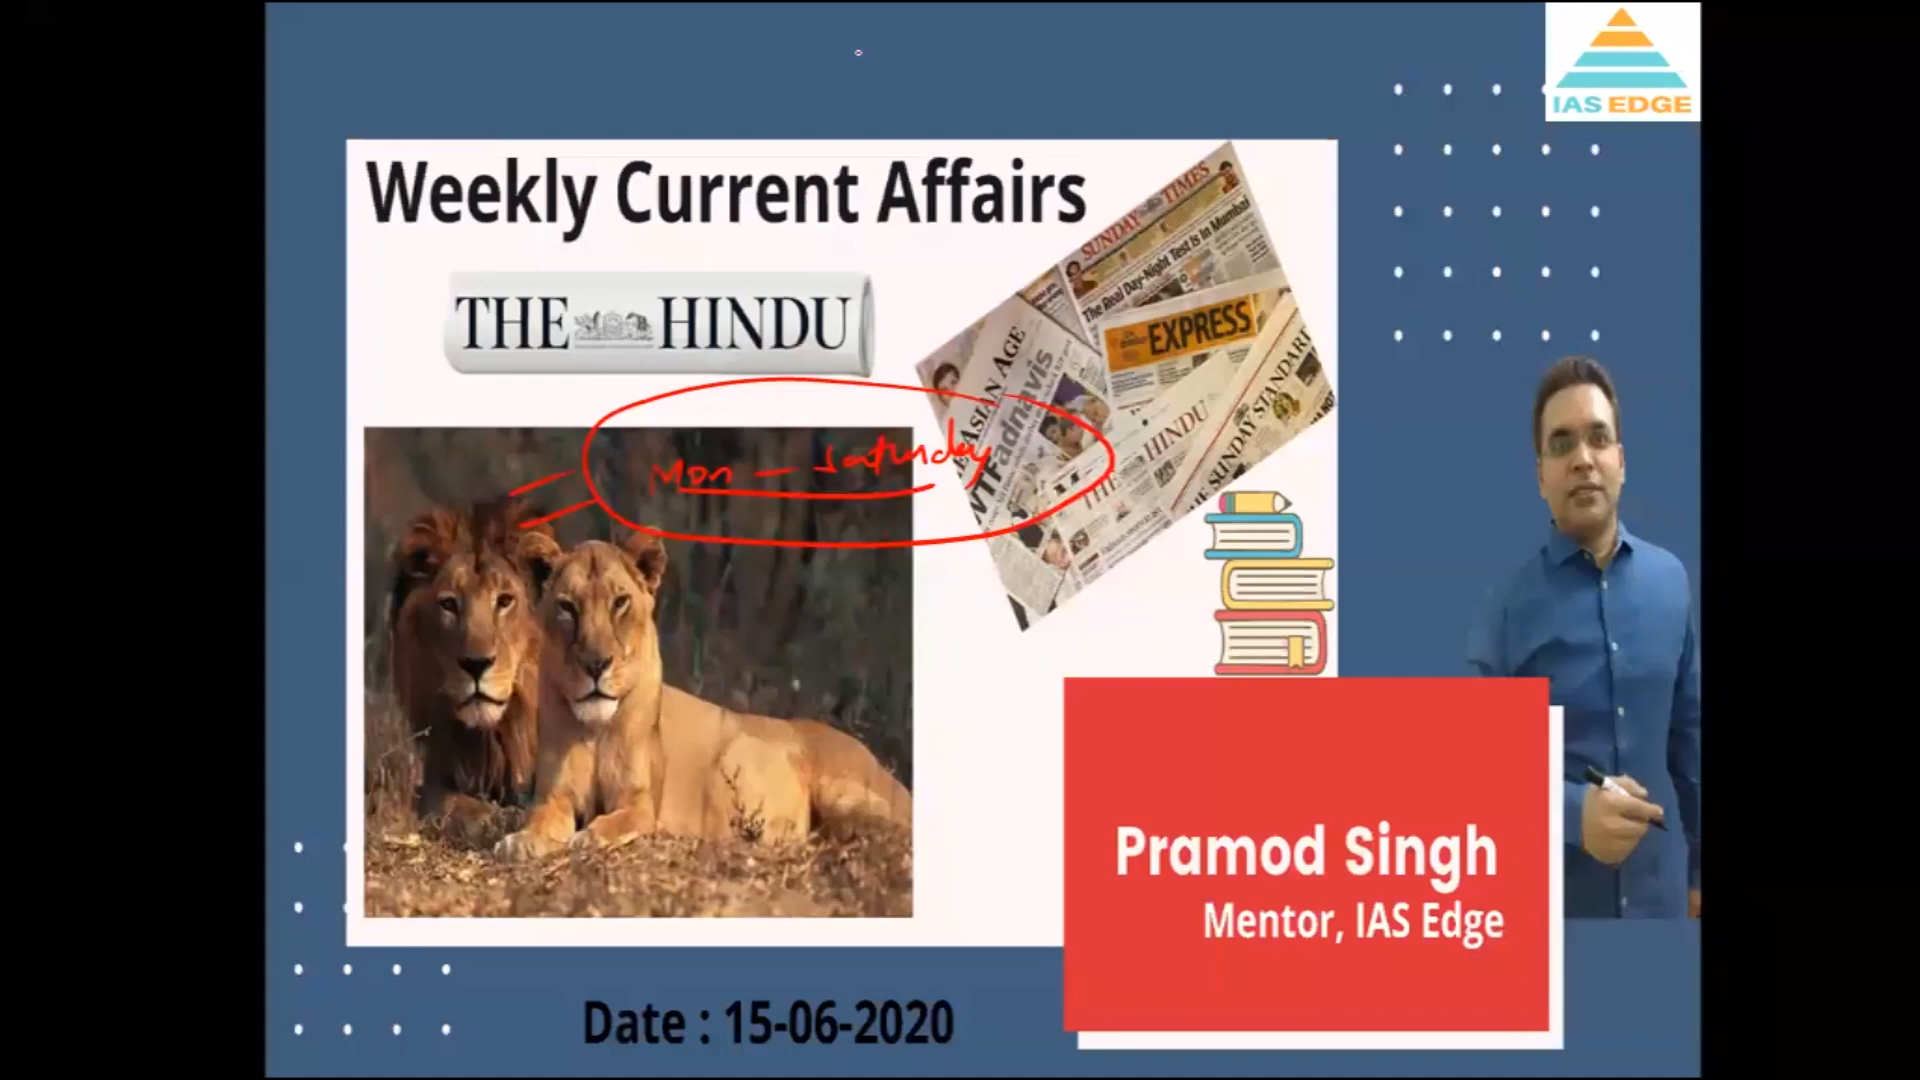 IAS EDGE
Weekly Current Affairs
THE HINDU
SUNDAY TIMES
The Real Day-Night Test Is in Mumbai
EXPRESS
ASIAN AGE
Fadnavis
THE HINDU
SUNDAY STANDARD
Mon – Saturday
Pramod Singh
Mentor, IAS Edge
Date : 15-06-2020